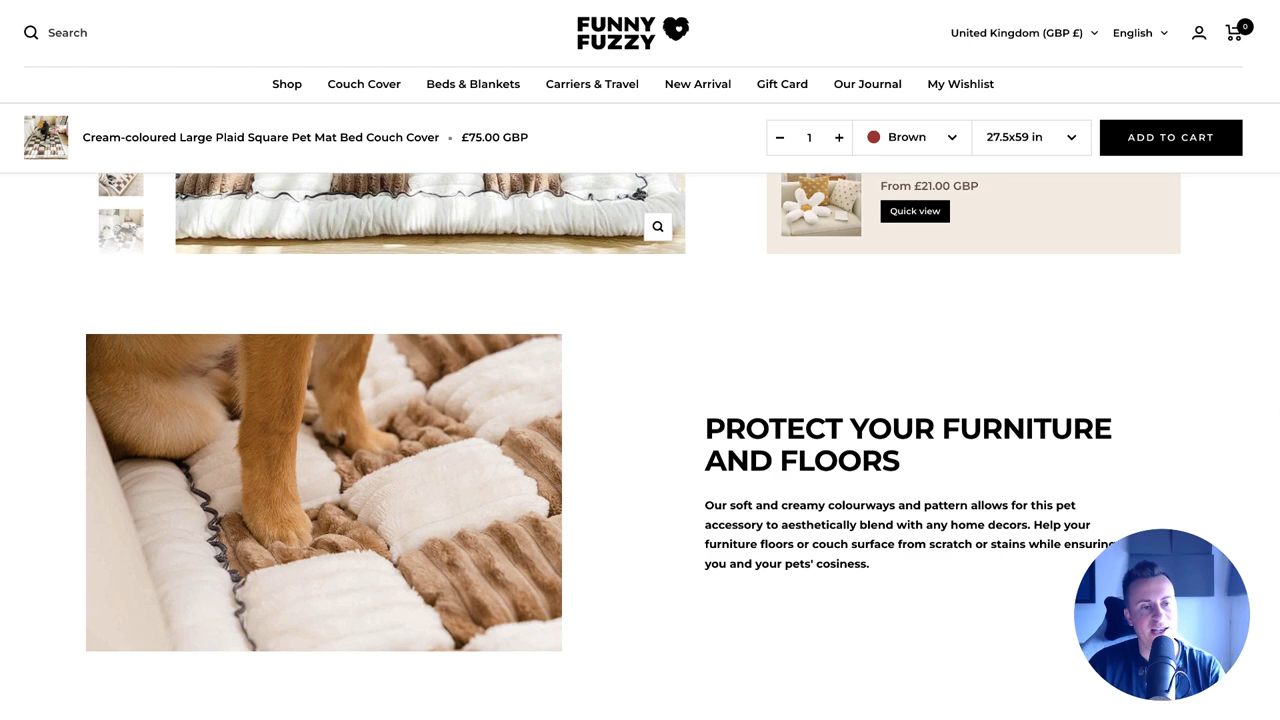 Search
FUNNY
FUZZY
United Kingdom (GBP £)
English
0
Shop
Couch Cover
Beds & Blankets
Carriers & Travel
New Arrival
Gift Card
Our Journal
My Wishlist
Cream-coloured Large Plaid Square Pet Mat Bed Couch Cover
£75.00 GBP
1
Brown
27.5x59 in
ADD TO CART
From £21.00 GBP
Quick view
PROTECT YOUR FURNITURE
AND FLOORS
Our soft and creamy colourways and pattern allows for this pet
accessory to aesthetically blend with any home decors. Help your
furniture floors or couch surface from scratch or stains while ensuring
you and your pets' cosiness.